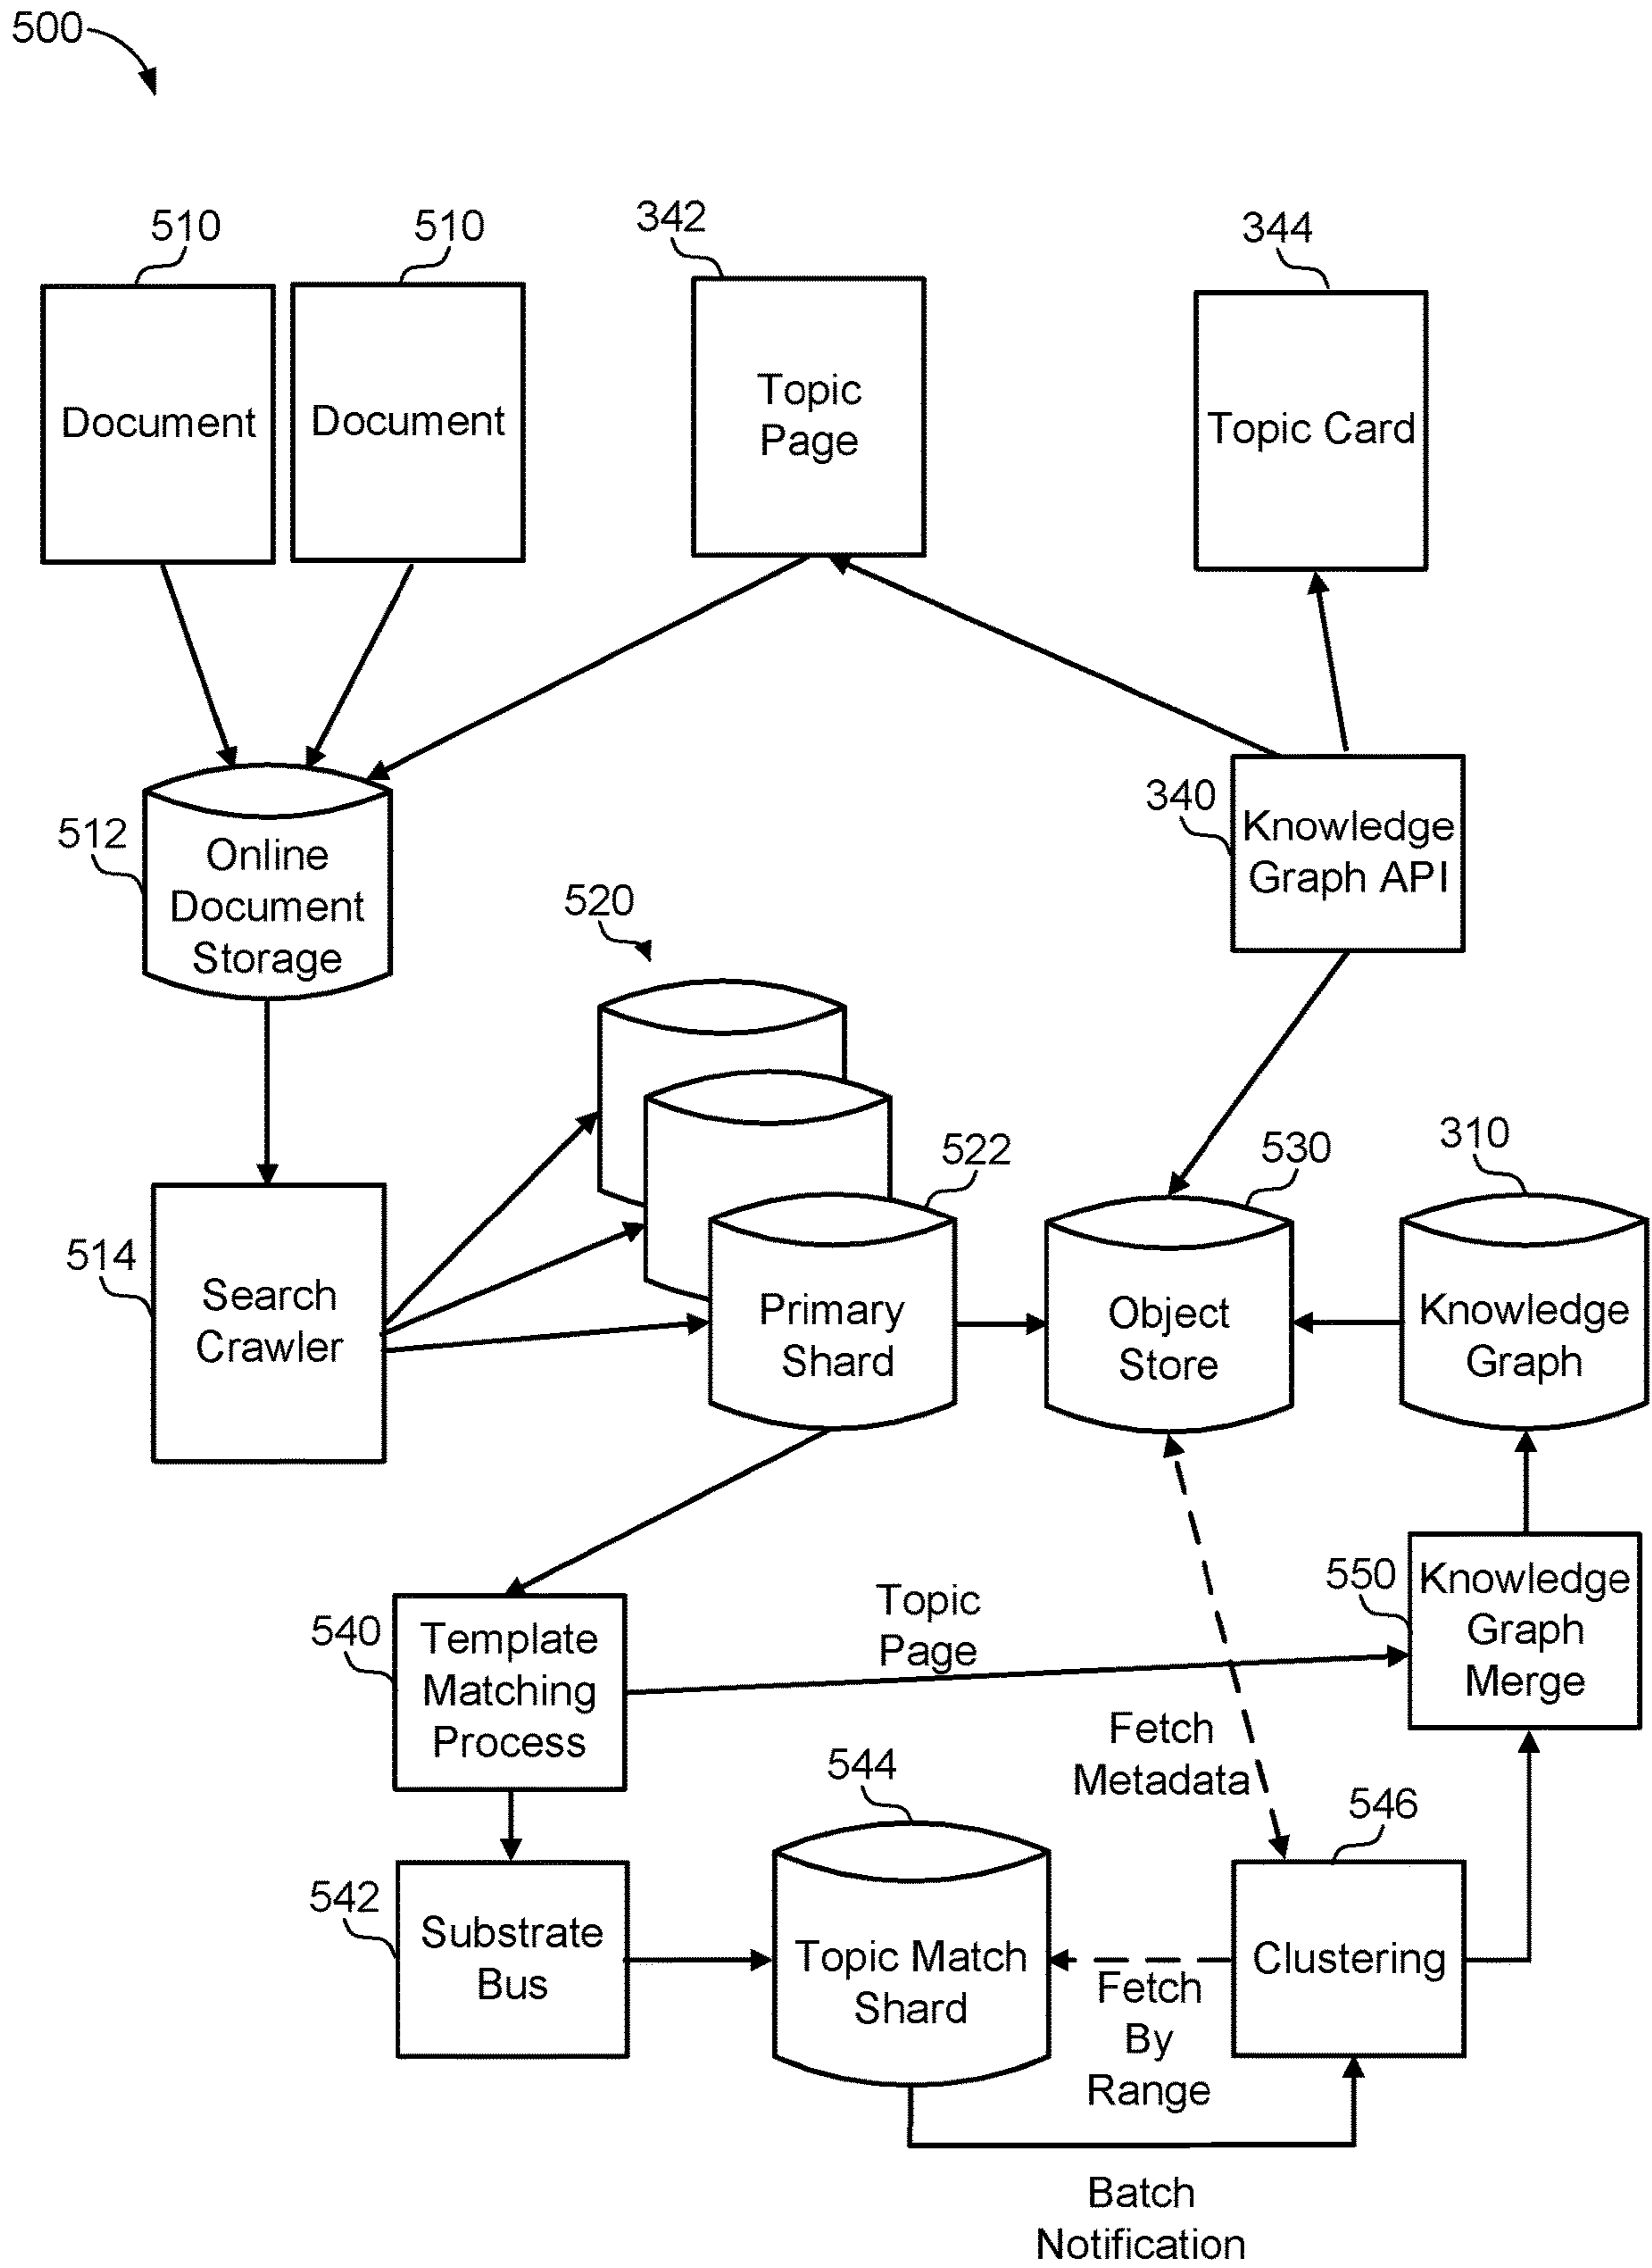 500
510
510
342
344
Document
Document
Topic
Page
Topic Card
512
Online
Document
Storage
340
Knowledge
Graph API
520
522
530
310
514
Search
Crawler
Primary
Shard
Object
Store
Knowledge
Graph
540
Template
Matching
Process
Topic
Page
550
Knowledge
Graph
Merge
Fetch
Metadata
544
546
542
Substrate
Bus
Topic Match
Shard
Fetch
By
Range
Clustering
Batch
Notification